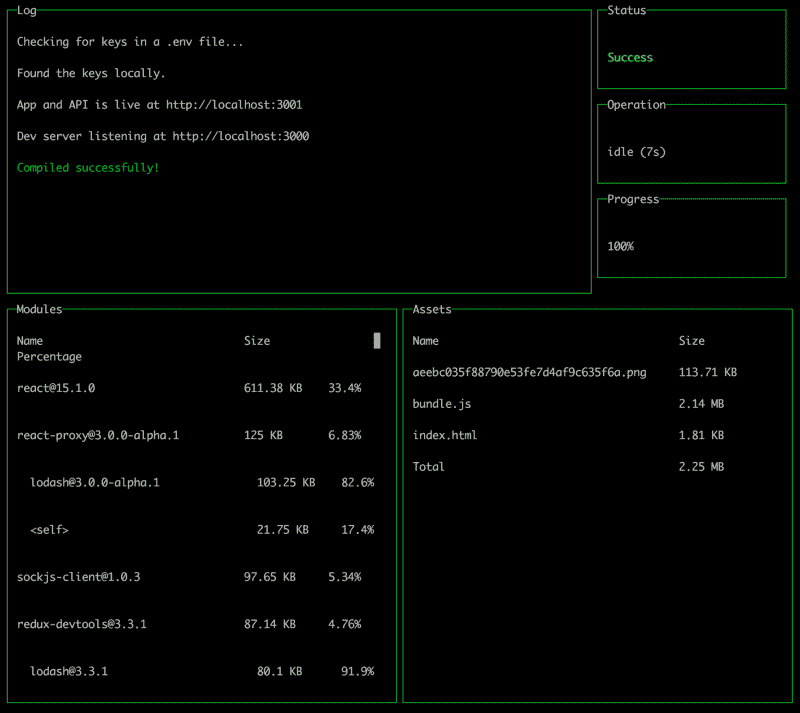 Log
Checking for keys in a .env file...
Found the keys locally.
App and API is live at http://localhost:3001
Dev server listening at http://localhost:3000
Compiled successfully!
Status
Success
Operation
idle (7s)
Progress
100%
Modules
Name Size
Percentage
react@15.1.0 611.38 KB 33.4%
react-proxy@3.0.0-alpha.1 125 KB 6.83%
lodash@3.0.0-alpha.1 103.25 KB 82.6%
<self> 21.75 KB 17.4%
sockjs-client@1.0.3 97.65 KB 5.34%
redux-devtools@3.3.1 87.14 KB 4.76%
lodash@3.3.1 80.1 KB 91.9%
Assets
Name Size
aeebc035f88790e53fe7d4af9c635f6a.png 113.71 KB
bundle.js 2.14 MB
index.html 1.81 KB
Total 2.25 MB